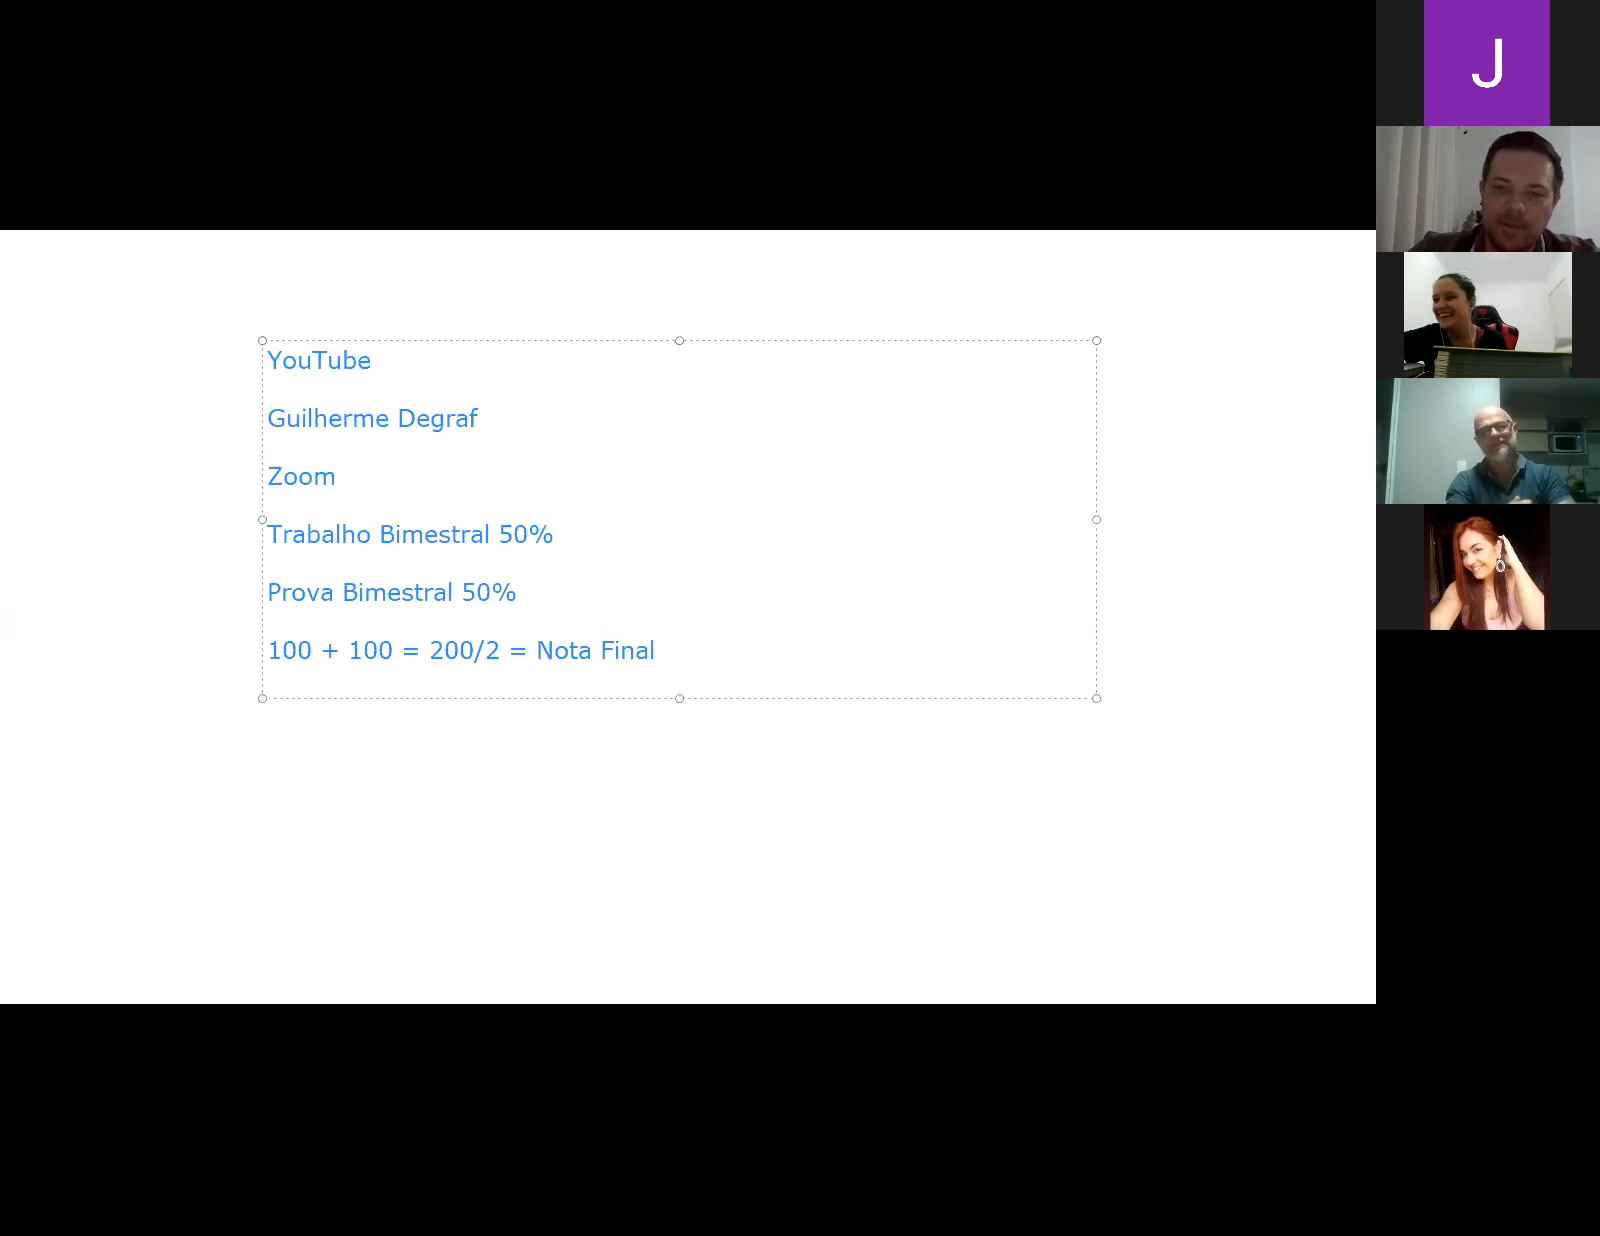 YouTube
Guilherme Degraf
Zoom
Trabalho Bimestral 50%
Prova Bimestral 50%
100 + 100 = 200/2 = Nota Final
J